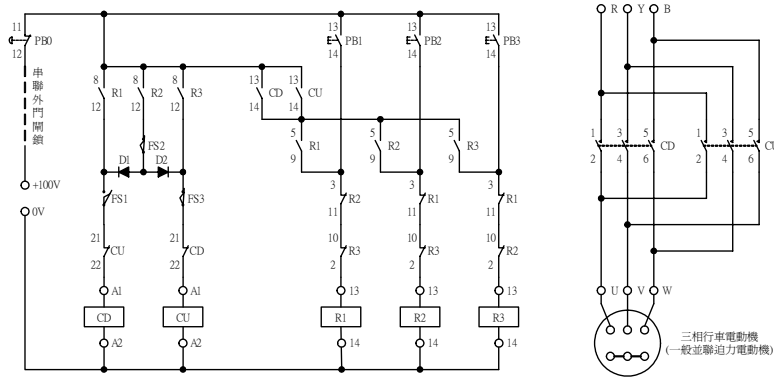 11
PB0
12
串聯外門閘鎖
+100V
0V
8
R1
12
8
R2
12
8
R3
12
13
CD
14
13
CU
14
13
PB1
14
13
PB2
14
13
PB3
14
5
R1
9
5
R2
9
5
R3
9
FS2
D1
D2
FS1
FS3
21
CU
22
21
CD
22
3
R2
11
3
R1
11
3
R1
11
10
R3
2
10
R3
2
10
R2
2
A1
CD
A2
A1
CU
A2
13
R1
14
13
R2
14
13
R3
14
R
Y
B
1
2
3
4
5
6
CD
1
2
3
4
5
6
U
V
W
三相行車電動機
(一般並聯迫力電動機)